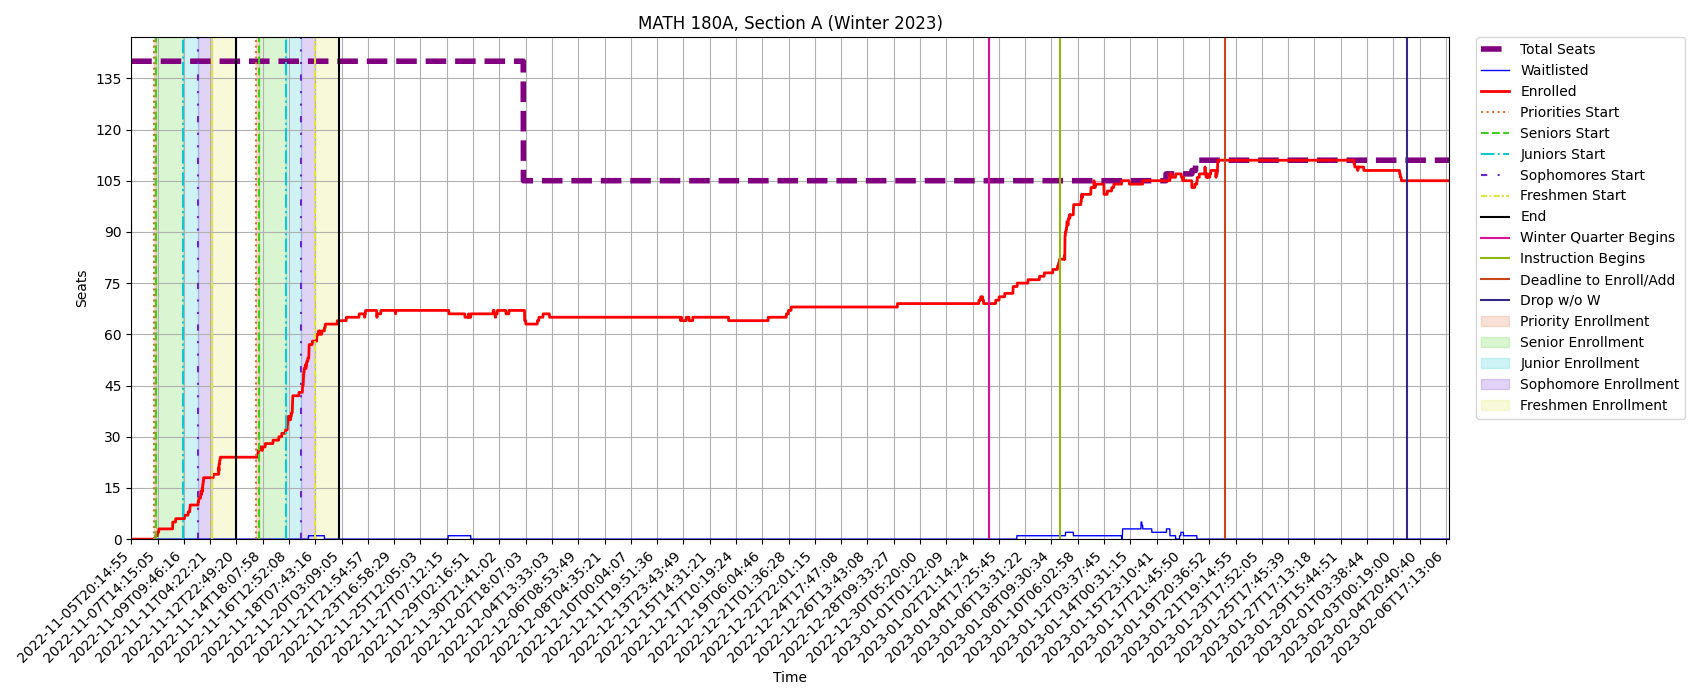 MATH 180A, Section A (Winter 2023)
Seats
135
120
105
90
75
60
45
30
15
0
2022-11-05T20:14:55
2022-11-07T14:15:05
2022-11-09T09:46:16
2022-11-11T04:22:21
2022-11-12T22:49:20
2022-11-14T18:07:58
2022-11-16T12:52:08
2022-11-18T07:43:16
2022-11-20T03:09:05
2022-11-21T21:54:57
2022-11-23T16:58:29
2022-11-25T12:05:03
2022-11-27T07:12:15
2022-11-29T02:16:51
2022-11-30T21:41:02
2022-12-02T18:07:03
2022-12-04T13:33:03
2022-12-06T08:53:49
2022-12-08T04:35:21
2022-12-10T00:04:07
2022-12-11T19:51:36
2022-12-13T23:43:49
2022-12-15T14:31:21
2022-12-17T10:19:24
2022-12-19T06:04:46
2022-12-21T01:36:28
2022-12-22T22:01:15
2022-12-24T17:47:08
2022-12-26T13:43:08
2022-12-28T09:33:27
2022-12-30T05:20:00
2023-01-01T01:22:09
2023-01-02T21:14:24
2023-01-04T17:25:45
2023-01-06T13:31:22
2023-01-08T09:30:34
2023-01-10T06:02:58
2023-01-12T03:37:45
2023-01-14T00:31:15
2023-01-15T23:10:41
2023-01-17T21:45:50
2023-01-19T20:36:52
2023-01-21T19:14:55
2023-01-23T17:52:05
2023-01-25T17:45:39
2023-01-27T17:13:18
2023-01-29T15:44:51
2023-02-01T03:38:44
2023-02-03T00:19:00
2023-02-04T20:40:40
2023-02-06T17:13:06
Time
Total Seats
Waitlisted
Enrolled
Priorities Start
Seniors Start
Juniors Start
Sophomores Start
Freshmen Start
End
Winter Quarter Begins
Instruction Begins
Deadline to Enroll/Add
Drop w/o W
Priority Enrollment
Senior Enrollment
Junior Enrollment
Sophomore Enrollment
Freshmen Enrollment